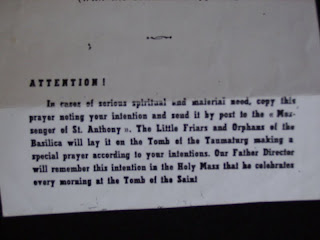 ATTENTION!
In cases of serious spiritual and material need, copy this
prayer noting your intention and send it by post to the « Mes-
senger of St. Anthony ». The Little Friars and Orphans of the
Basilica will lay it on the Tomb of the Taumaturg making a
special prayer according to your intentions. Our Father Director
will remember this intention in the Holy Mass that he celebrates
every morning at the Tomb of the Saint